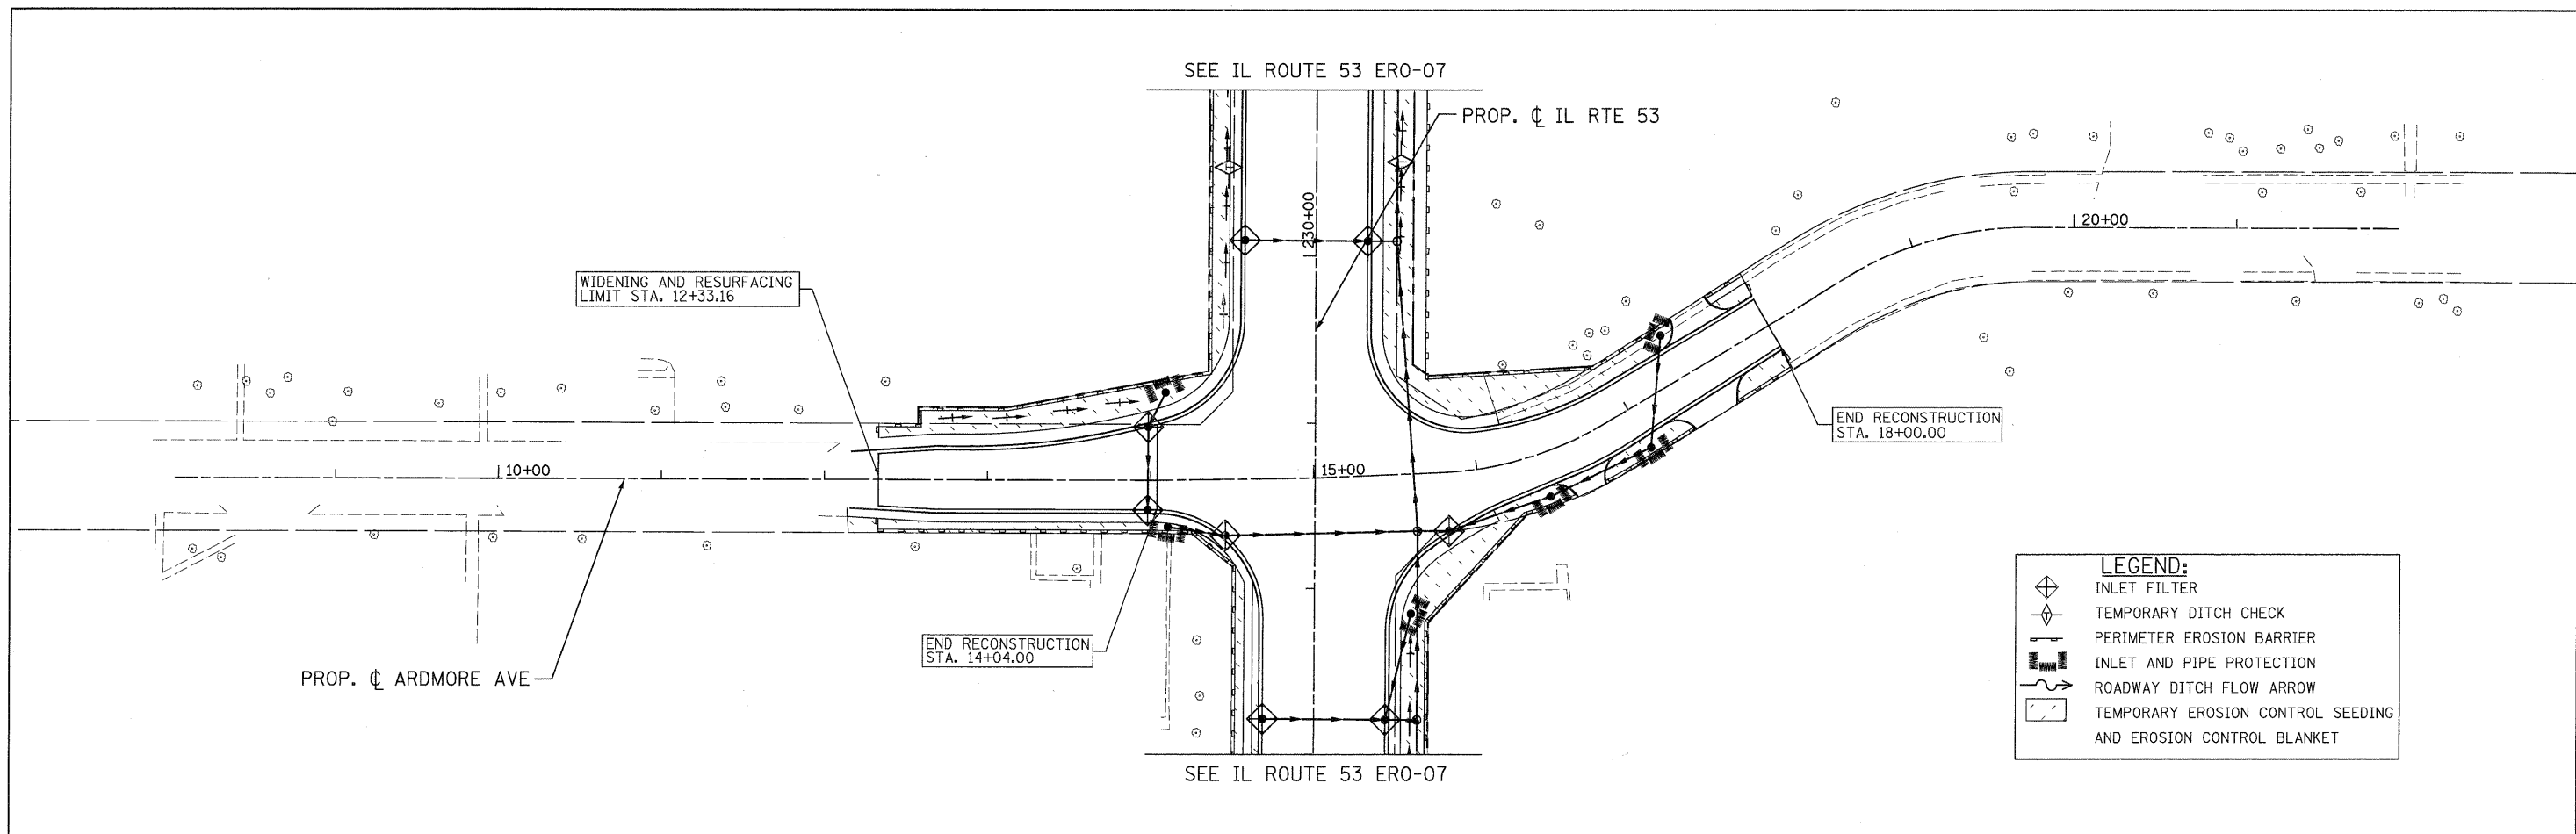 SEE IL ROUTE 53 ERO-07
PROP. ℄ IL RTE 53
230+00
20+00
WIDENING AND RESURFACING
LIMIT STA. 12+33.16
END RECONSTRUCTION
STA. 18+00.00
10+00
15+00
END RECONSTRUCTION
STA. 14+04.00
PROP. ℄ ARDMORE AVE
SEE IL ROUTE 53 ERO-07
LEGEND:
INLET FILTER
TEMPORARY DITCH CHECK
PERIMETER EROSION BARRIER
INLET AND PIPE PROTECTION
ROADWAY DITCH FLOW ARROW
TEMPORARY EROSION CONTROL SEEDING
AND EROSION CONTROL BLANKET